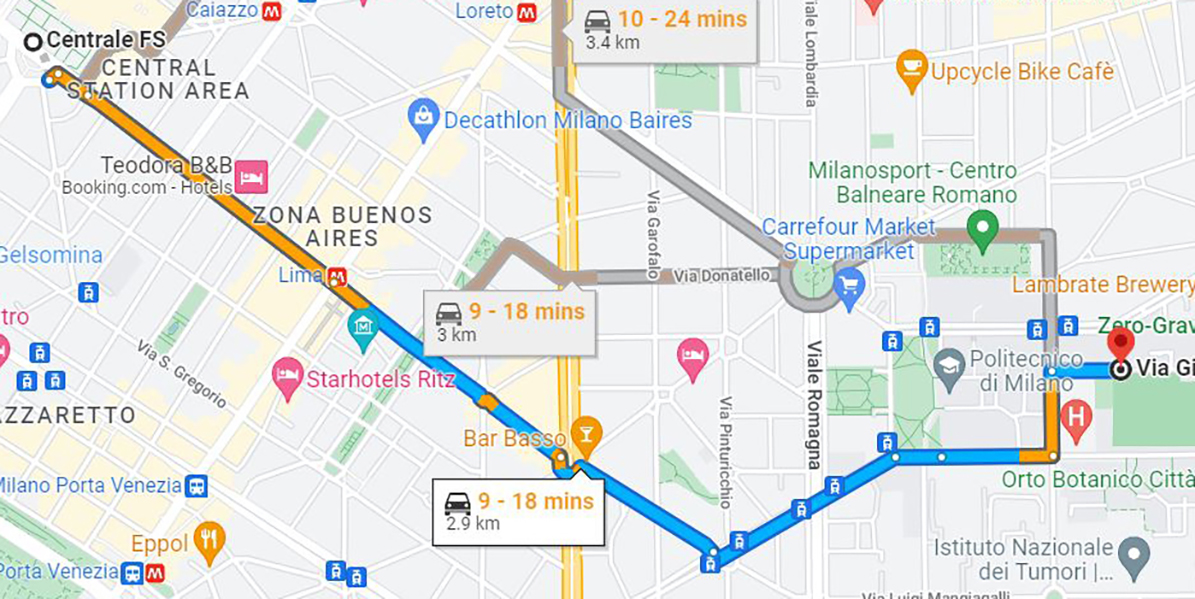 Caiazzo M
Loreto M
10 - 24 mins
3.4 km
Viale Lombardia
Centrale FS
CENTRAL
STATION AREA
Upcycle Bike Cafè
Decathlon Milano Baires
Teodora B&B
Booking.com - Hotels
Milanosport - Centro
Balneare Romano
ZONA BUENOS
AIRES
Via Garofalo
Carrefour Market
Supermarket
Gelsomina
Lima M
Via Donatello
Lambrate Brewery
9 - 18 mins
3 km
tro
Zero-Grav
Via S. Gregorio
Starhotels Ritz
Viale Romagna
Politecnico
di Milano
Via Gi
H
AZZARETTO
Via Pinturicchio
Bar Basso
Milano Porta Venezia
9 - 18 mins
2.9 km
Orto Botanico Città
Eppol
Porta Venezia M
Istituto Nazionale
dei Tumori |...
Via Luigi Mangiagalli